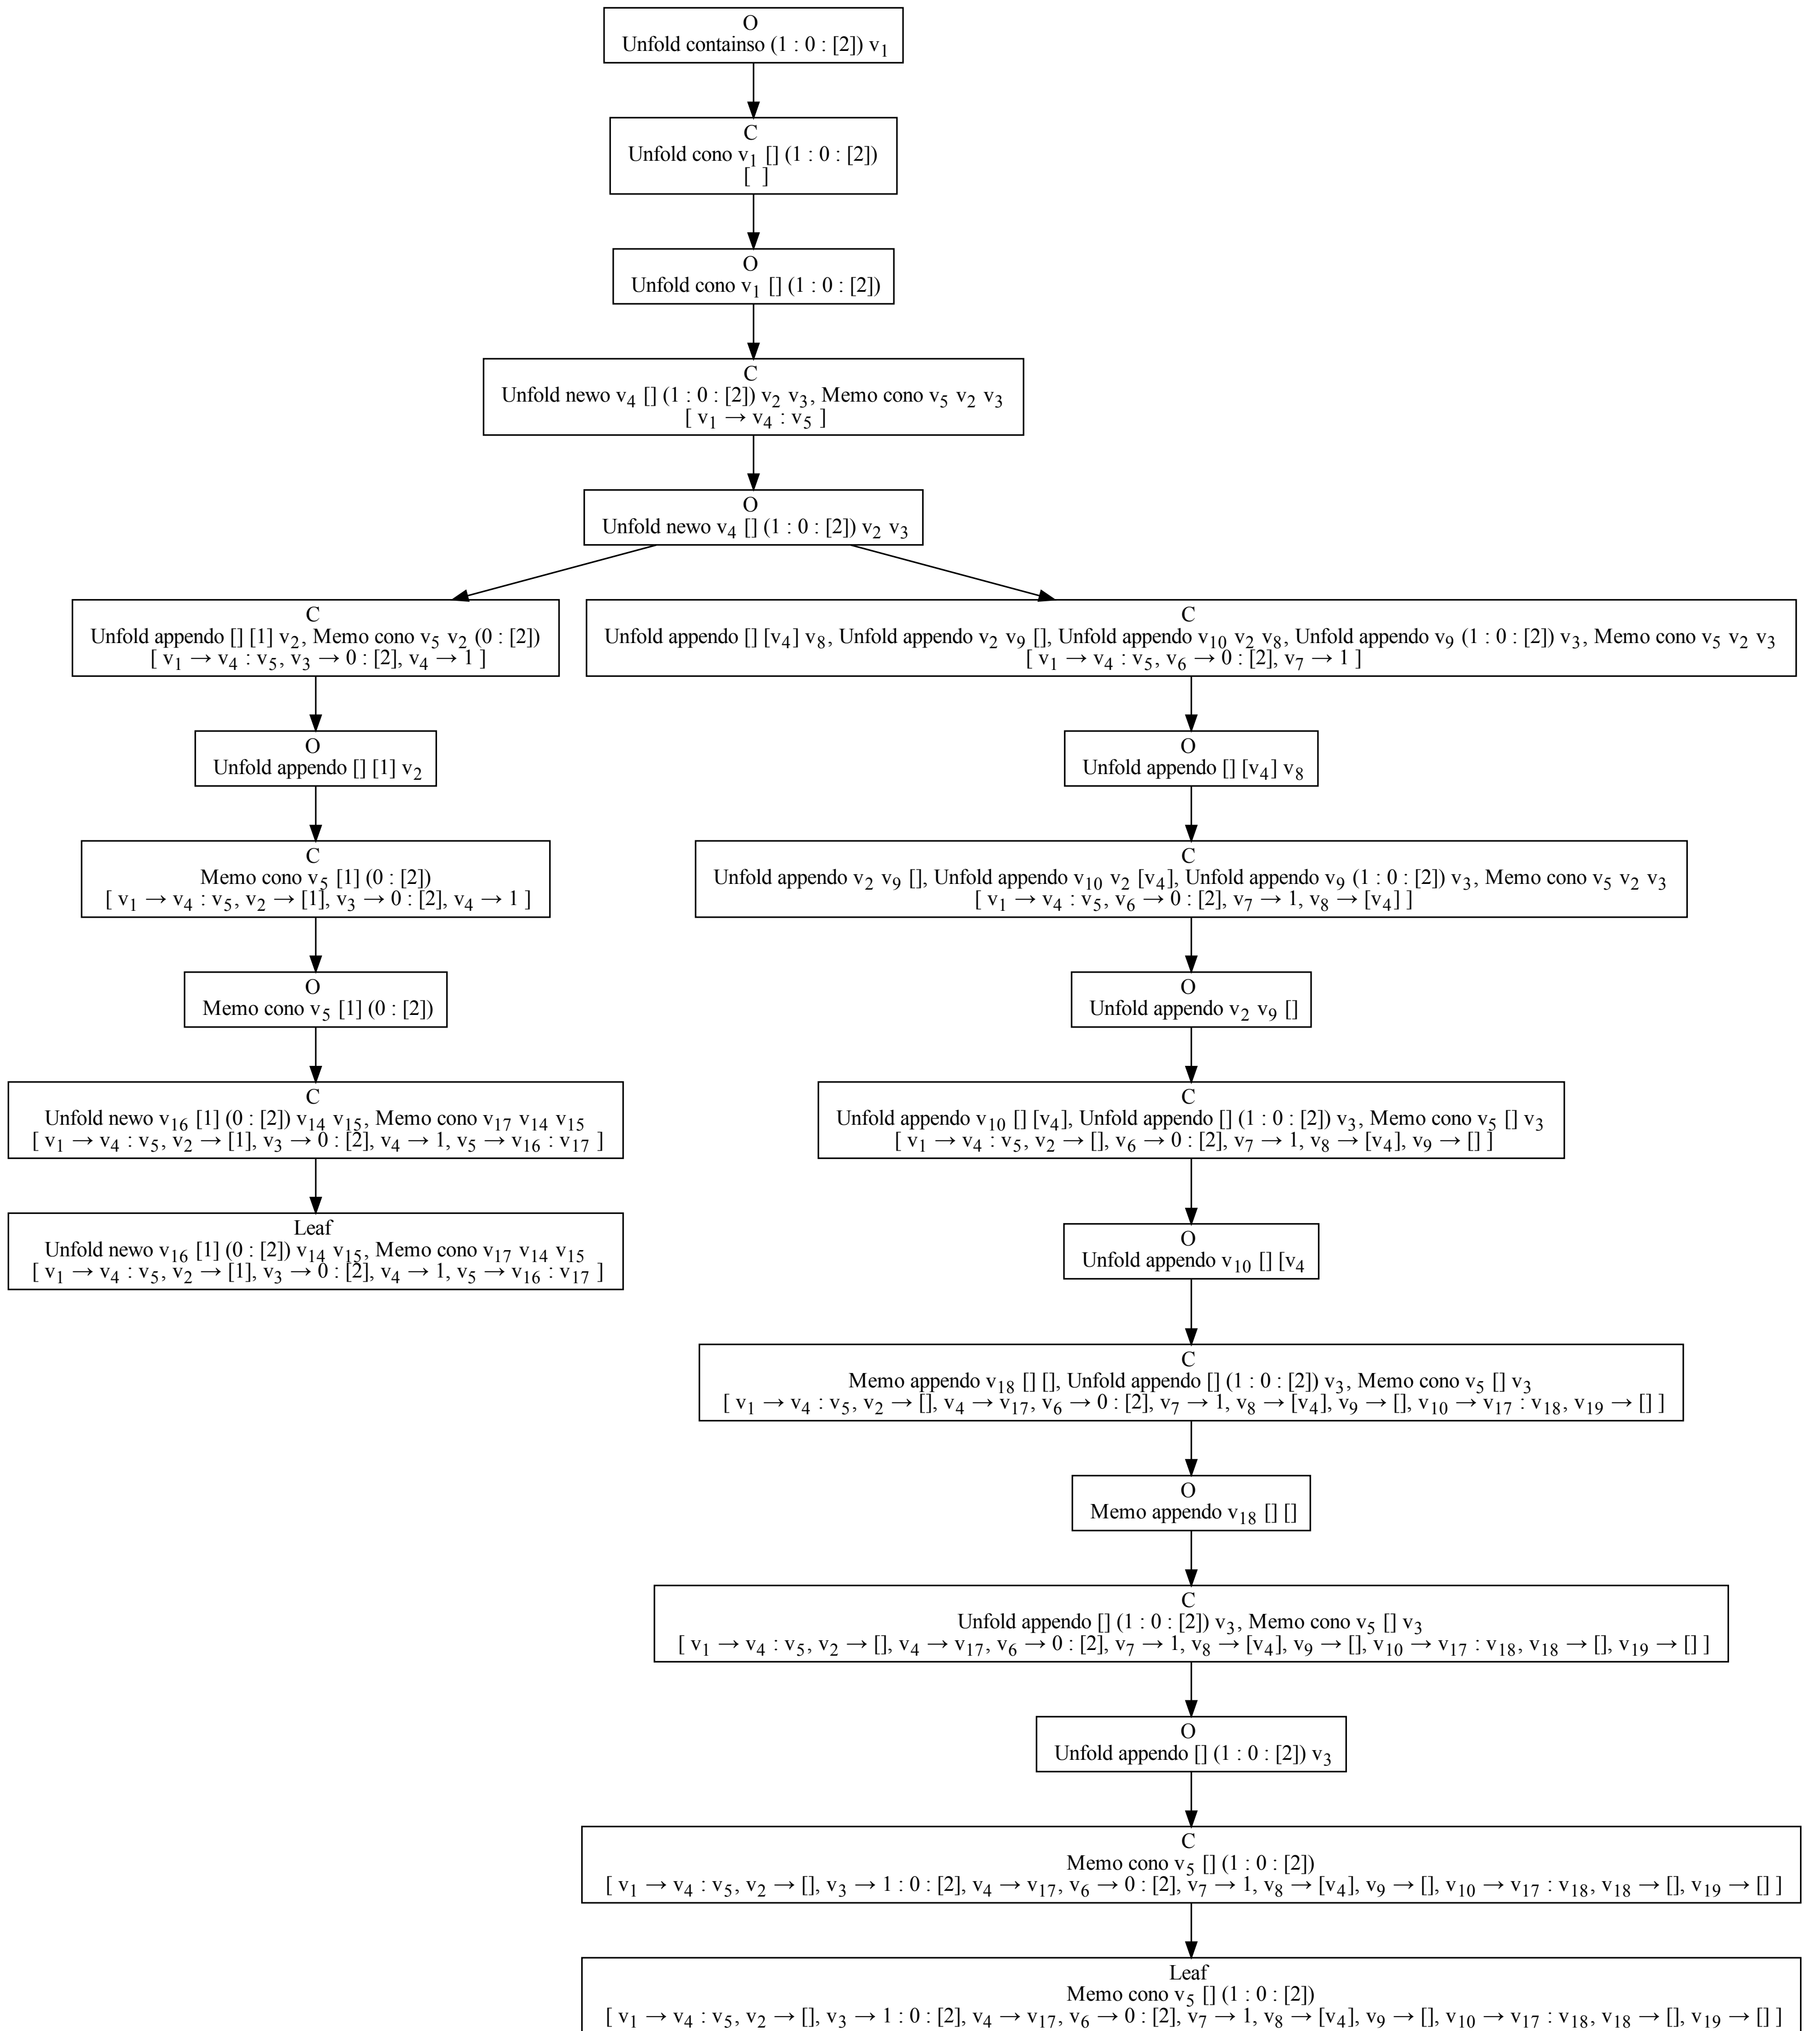 O
Unfold containso (1 : 0 : [2]) v₁
C
Unfold cono v₁ [] (1 : 0 : [2])
[ ]
O
Unfold cono v₁ [] (1 : 0 : [2])
C
Unfold newo v₄ [] (1 : 0 : [2]) v₂ v₃, Memo cono v₅ v₂ v₃
[ v₁ → v₄ : v₅ ]
O
Unfold newo v₄ [] (1 : 0 : [2]) v₂ v₃
C
Unfold appendo [] [1] v₂, Memo cono v₅ v₂ (0 : [2])
[ v₁ → v₄ : v₅, v₃ → 0 : [2], v₄ → 1 ]
C
Unfold appendo [] [v₄] v₈, Unfold appendo v₂ v₉ [], Unfold appendo v₁₀ v₂ v₈, Unfold appendo v₉ (1 : 0 : [2]) v₃, Memo cono v₅ v₂ v₃
[ v₁ → v₄ : v₅, v₆ → 0 : [2], v₇ → 1 ]
O
Unfold appendo [] [1] v₂
O
Unfold appendo [] [v₄] v₈
C
Memo cono v₅ [1] (0 : [2])
[ v₁ → v₄ : v₅, v₂ → [1], v₃ → 0 : [2], v₄ → 1 ]
C
Unfold appendo v₂ v₉ [], Unfold appendo v₁₀ v₂ [v₄], Unfold appendo v₉ (1 : 0 : [2]) v₃, Memo cono v₅ v₂ v₃
[ v₁ → v₄ : v₅, v₆ → 0 : [2], v₇ → 1, v₈ → [v₄] ]
O
Memo cono v₅ [1] (0 : [2])
O
Unfold appendo v₂ v₉ []
C
Unfold newo v₁₆ [1] (0 : [2]) v₁₄ v₁₅, Memo cono v₁₇ v₁₄ v₁₅
[ v₁ → v₄ : v₅, v₂ → [1], v₃ → 0 : [2], v₄ → 1, v₅ → v₁₆ : v₁₇ ]
C
Unfold appendo v₁₀ [] [v₄], Unfold appendo [] (1 : 0 : [2]) v₃, Memo cono v₅ [] v₃
[ v₁ → v₄ : v₅, v₂ → [], v₆ → 0 : [2], v₇ → 1, v₈ → [v₄], v₉ → [] ]
Leaf
Unfold newo v₁₆ [1] (0 : [2]) v₁₄ v₁₅, Memo cono v₁₇ v₁₄ v₁₅
[ v₁ → v₄ : v₅, v₂ → [1], v₃ → 0 : [2], v₄ → 1, v₅ → v₁₆ : v₁₇ ]
O
Unfold appendo v₁₀ [] [v₄
C
Memo appendo v₁₈ [] [], Unfold appendo [] (1 : 0 : [2]) v₃, Memo cono v₅ [] v₃
[ v₁ → v₄ : v₅, v₂ → [], v₄ → v₁₇, v₆ → 0 : [2], v₇ → 1, v₈ → [v₄], v₉ → [], v₁₀ → v₁₇ : v₁₈, v₁₉ → [] ]
O
Memo appendo v₁₈ [] []
C
Unfold appendo [] (1 : 0 : [2]) v₃, Memo cono v₅ [] v₃
[ v₁ → v₄ : v₅, v₂ → [], v₄ → v₁₇, v₆ → 0 : [2], v₇ → 1, v₈ → [v₄], v₉ → [], v₁₀ → v₁₇ : v₁₈, v₁₈ → [], v₁₉ → [] ]
O
Unfold appendo [] (1 : 0 : [2]) v₃
C
Memo cono v₅ [] (1 : 0 : [2])
[ v₁ → v₄ : v₅, v₂ → [], v₃ → 1 : 0 : [2], v₄ → v₁₇, v₆ → 0 : [2], v₇ → 1, v₈ → [v₄], v₉ → [], v₁₀ → v₁₇ : v₁₈, v₁₈ → [], v₁₉ → [] ]
Leaf
Memo cono v₅ [] (1 : 0 : [2])
[ v₁ → v₄ : v₅, v₂ → [], v₃ → 1 : 0 : [2], v₄ → v₁₇, v₆ → 0 : [2], v₇ → 1, v₈ → [v₄], v₉ → [], v₁₀ → v₁₇ : v₁₈, v₁₈ → [], v₁₉ → [] ]